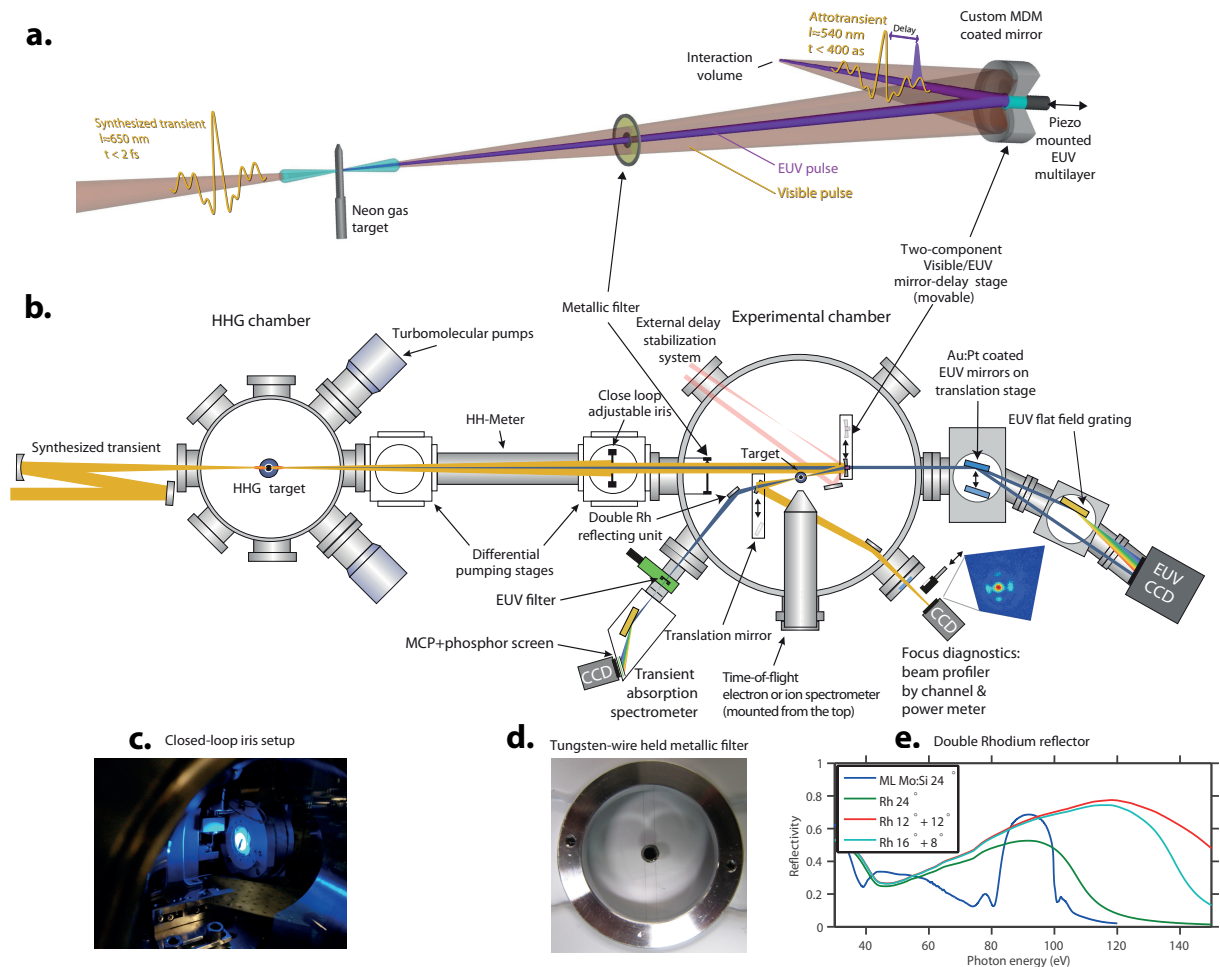 a.
Attotransient
l≈540 nm
t < 400 as
Delay
Custom MDM
coated mirror
Interaction
volume
Synthesized transient
l≈650 nm
t < 2 fs
Piezo
mounted
EUV
multilayer
EUV pulse
Visible pulse
Neon gas
target
Two-component
Visible/EUV
mirror-delay stage
(movable)
b.
HHG chamber
Metallic filter
Experimental chamber
Turbomolecular pumps
External delay
stabilization
system
Au:Pt coated
EUV mirrors on
translation stage
Close loop
adjustable iris
EUV flat field grating
HH-Meter
Synthesized transient
Target
HHG target
Double Rh
reflecting unit
Differential
pumping stages
EUV
CCD
EUV filter
CCD
Translation mirror
MCP+phosphor screen
CCD
Transient
absorption
spectrometer
Time-of-flight
electron or ion spectrometer
(mounted from the top)
Focus diagnostics:
beam profiler
by channel &
power meter
c. Closed-loop iris setup
d. Tungsten-wire held metallic filter
e. Double Rhodium reflector
1
0.8
0.6
0.4
0.2
0
Reflectivity
ML Mo:Si 24 °
Rh 24 °
Rh 12 ° + 12 °
Rh 16 ° + 8 °
40 60 80 100 120 140
Photon energy (eV)